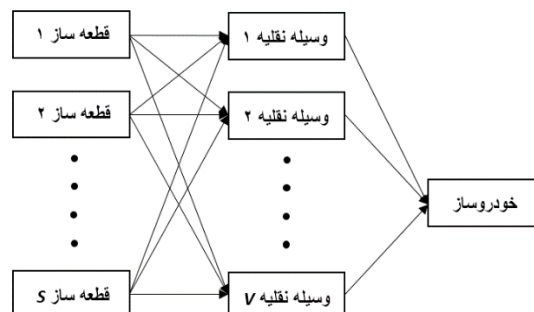 قطعه ساز ۱
وسیله نقلیه ۱
قطعه ساز ۲
وسیله نقلیه ۲
خودروساز
قطعه ساز S
وسیله نقلیه V